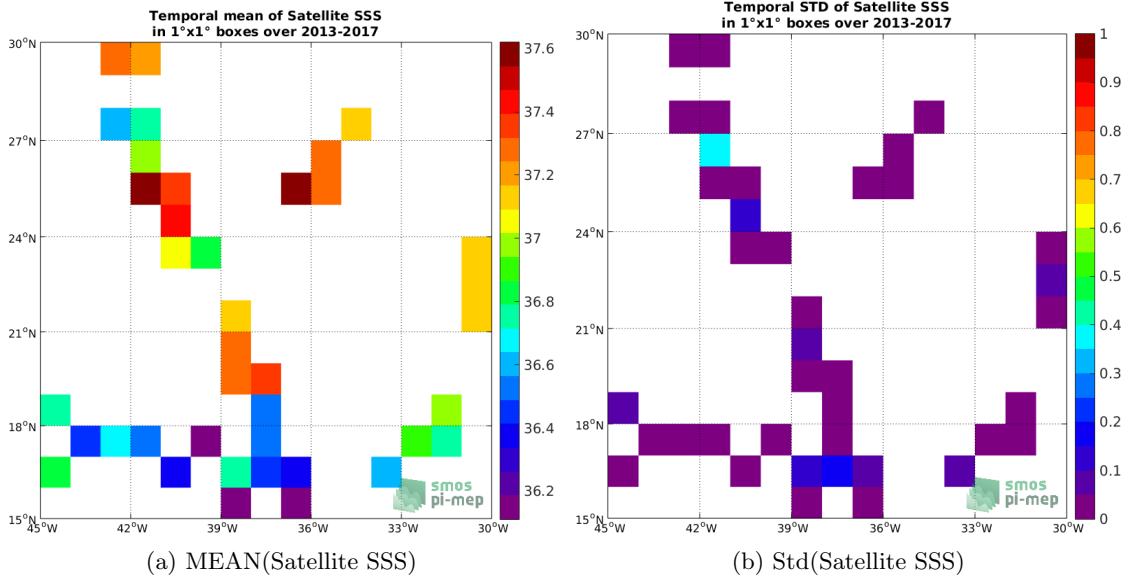 Temporal mean of Satellite SSS
in 1°x1° boxes over 2013-2017
30°N
27°N
24°N
21°N
18°N
15°N
45°W
42°W
39°W
36°W
33°W
30°W
37.6
37.4
37.2
37
36.8
36.6
36.4
36.2
smos
pi-mep
(a) MEAN(Satellite SSS)
Temporal STD of Satellite SSS
in 1°x1° boxes over 2013-2017
30°N
27°N
24°N
21°N
18°N
15°N
45°W
42°W
39°W
36°W
33°W
30°W
1
0.9
0.8
0.7
0.6
0.5
0.4
0.3
0.2
0.1
0
smos
pi-mep
(b) Std(Satellite SSS)